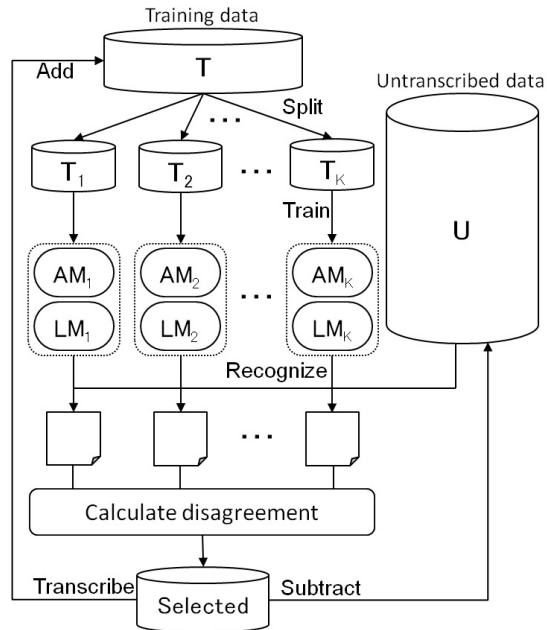 Training data
T
Add
Untranscribed data
Split
...
T1 T2 ... TK
Train
U
AM1 AM2 ... AMK
LM1 LM2 LMK
Recognize
...
Calculate disagreement
Transcribe Selected Subtract